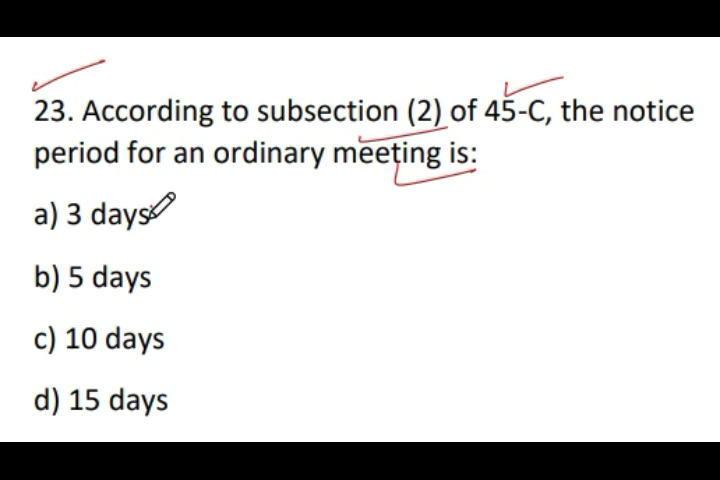 23. According to subsection (2) of 45-C, the notice
period for an ordinary meeting is:
a) 3 days
b) 5 days
c) 10 days
d) 15 days